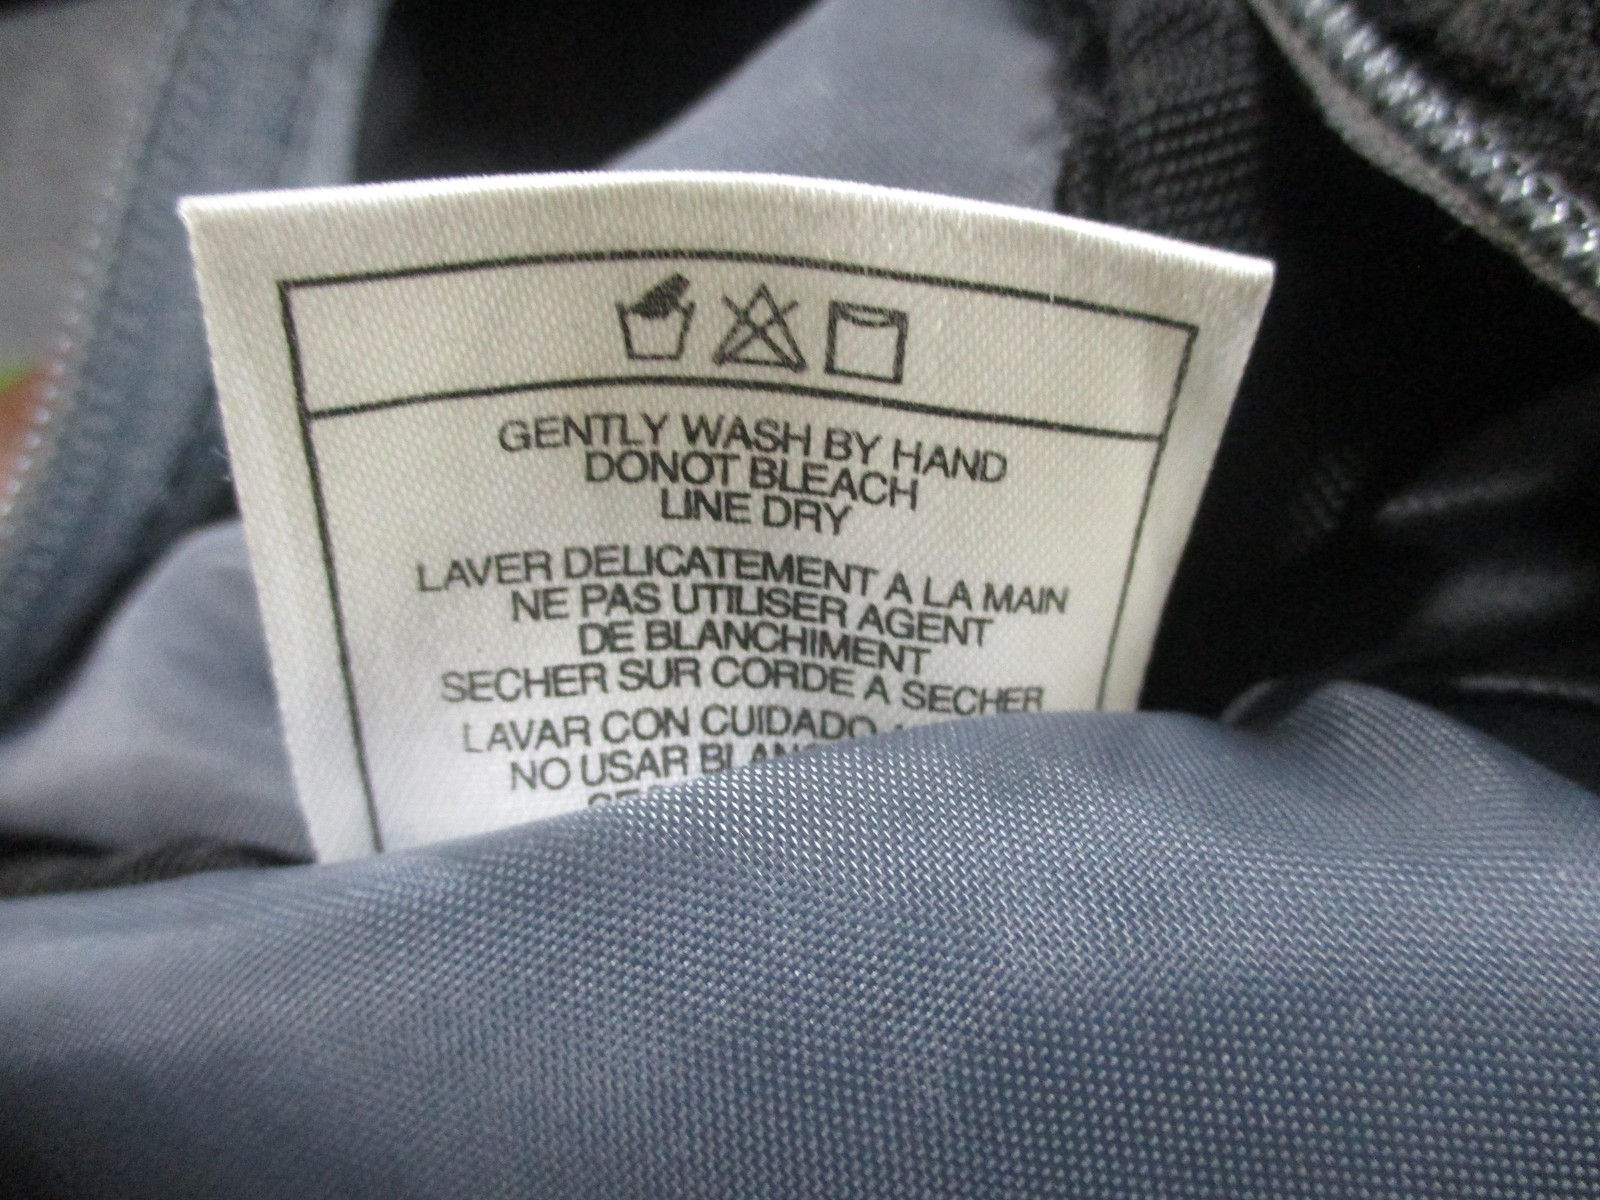 GENTLY WASH BY HAND
DONOT BLEACH
LINE DRY
LAVER DELICATEMENT A LA MAIN
NE PAS UTILISER AGENT
DE BLANCHIMENT
SECHER SUR CORDE A SECHER
LAVAR CON CUIDADO
NO USAR